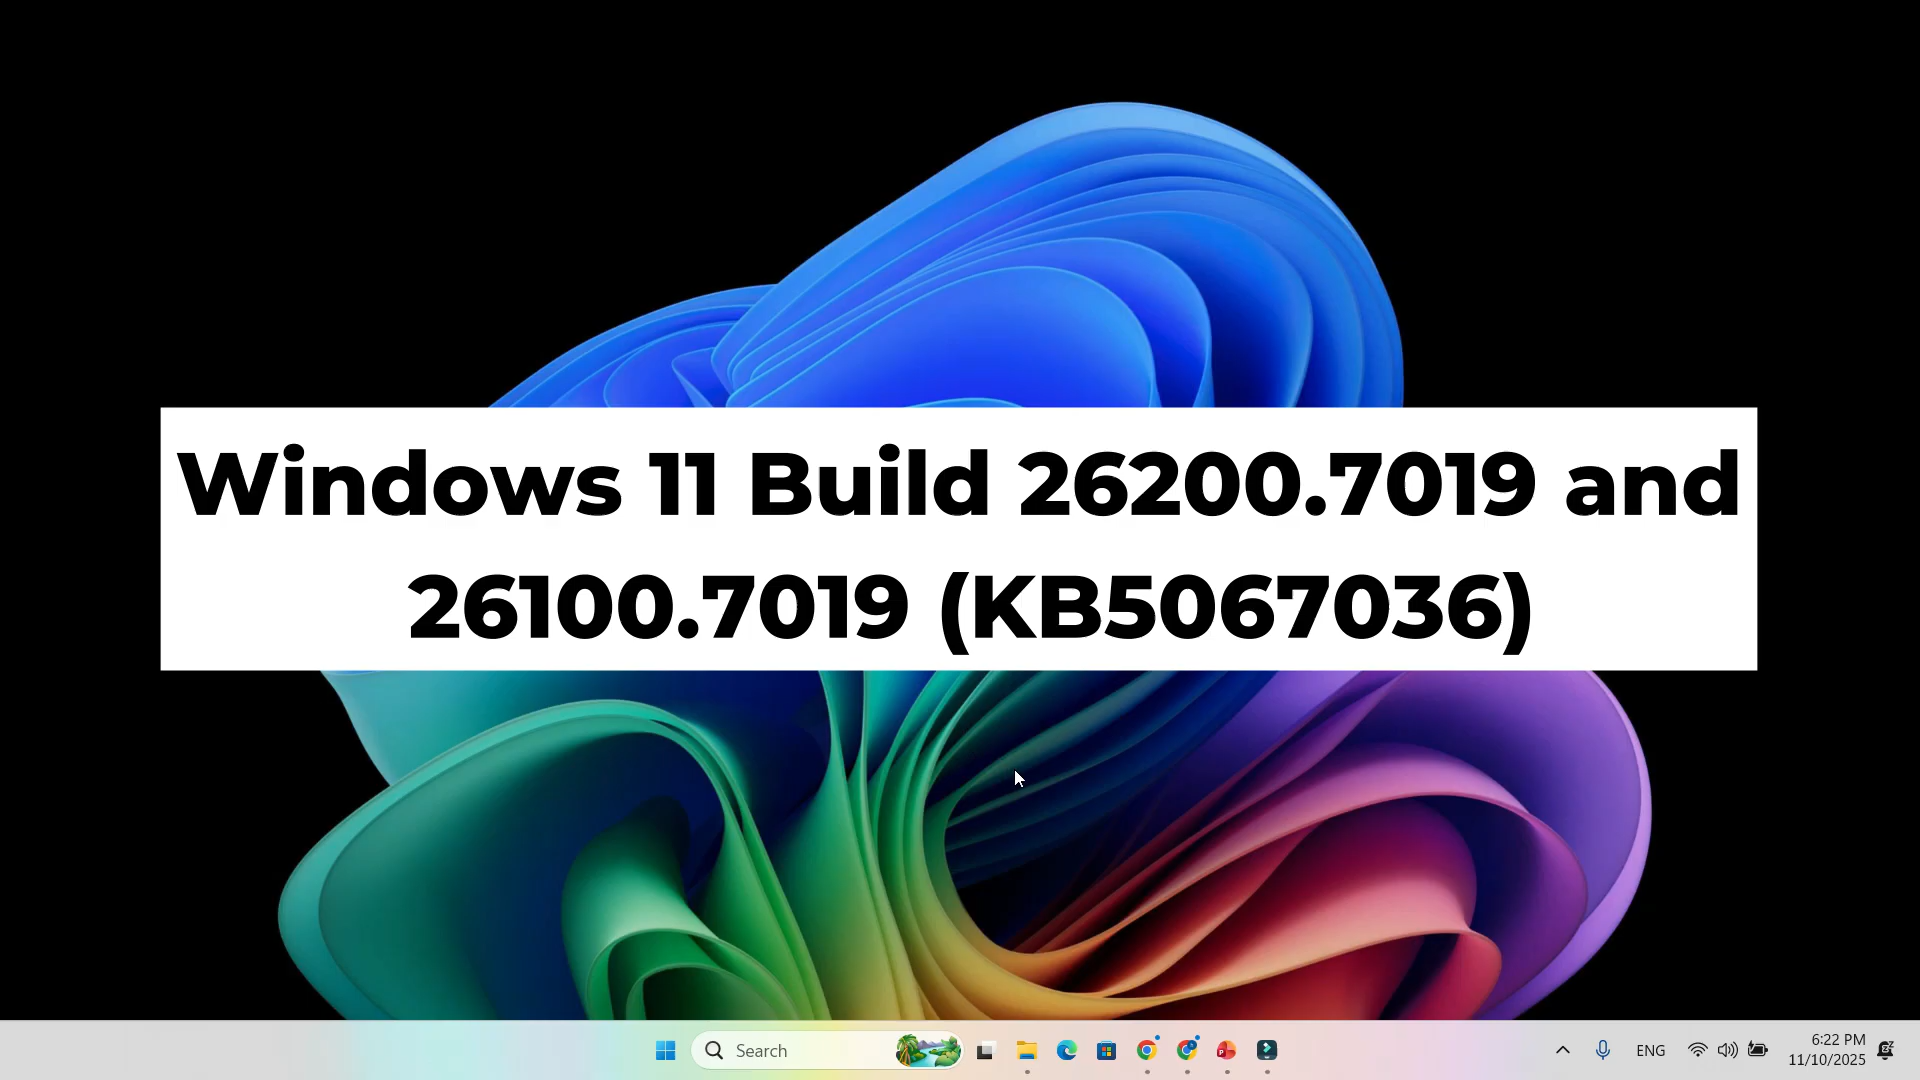 Windows 11 Build 26200.7019 and
26100.7019 (KB5067036)
Search
ENG
6:22 PM
11/10/2025